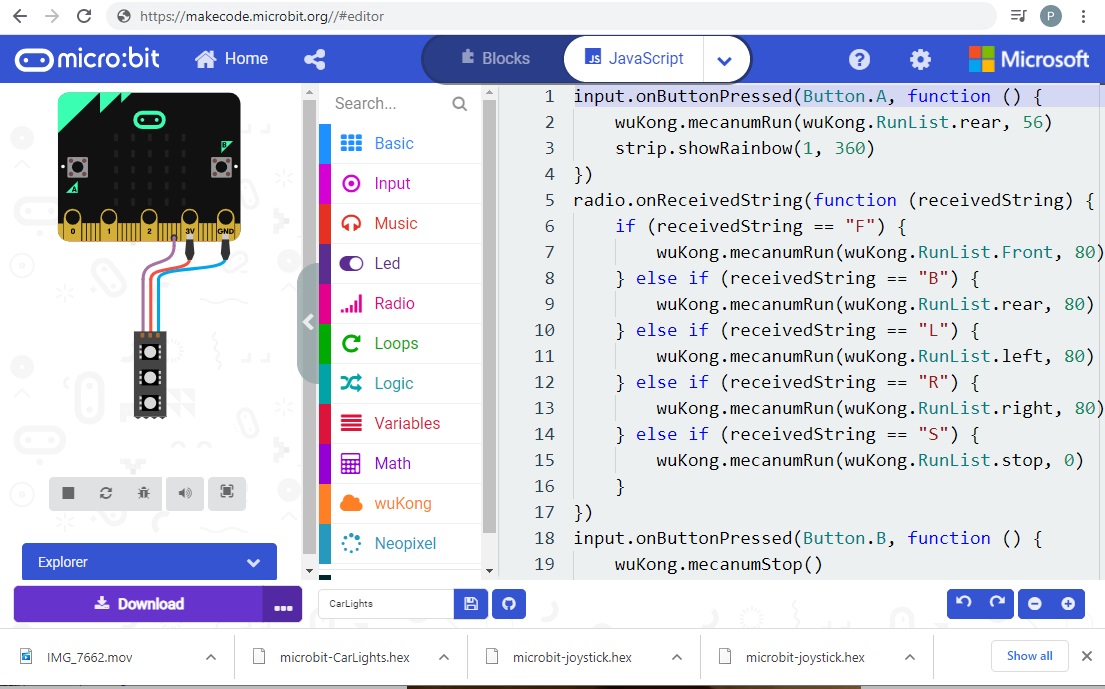 https://makecode.microbit.org//#editor
P
micro:bit
Home
Blocks
JS JavaScript
?
Microsoft
A
B
0 1 2 3V GND
Search...
Basic
Input
Music
Led
Radio
Loops
Logic
Variables
Math
wuKong
Neopixel
1 input.onButtonPressed(Button.A, function () {
2 wuKong.mecanumRun(wuKong.RunList.rear, 56)
3 strip.showRainbow(1, 360)
4 })
5 radio.onReceivedString(function (receivedString) {
6 if (receivedString == "F") {
7 wuKong.mecanumRun(wuKong.RunList.Front, 80)
8 } else if (receivedString == "B") {
9 wuKong.mecanumRun(wuKong.RunList.rear, 80)
10 } else if (receivedString == "L") {
11 wuKong.mecanumRun(wuKong.RunList.left, 80)
12 } else if (receivedString == "R") {
13 wuKong.mecanumRun(wuKong.RunList.right, 80)
14 } else if (receivedString == "S") {
15 wuKong.mecanumRun(wuKong.RunList.stop, 0)
16 }
17 })
18 input.onButtonPressed(Button.B, function () {
19 wuKong.mecanumStop()
Explorer
Download ...
CarLights
IMG_7662.mov
microbit-CarLights.hex
microbit-joystick.hex
microbit-joystick.hex
Show all